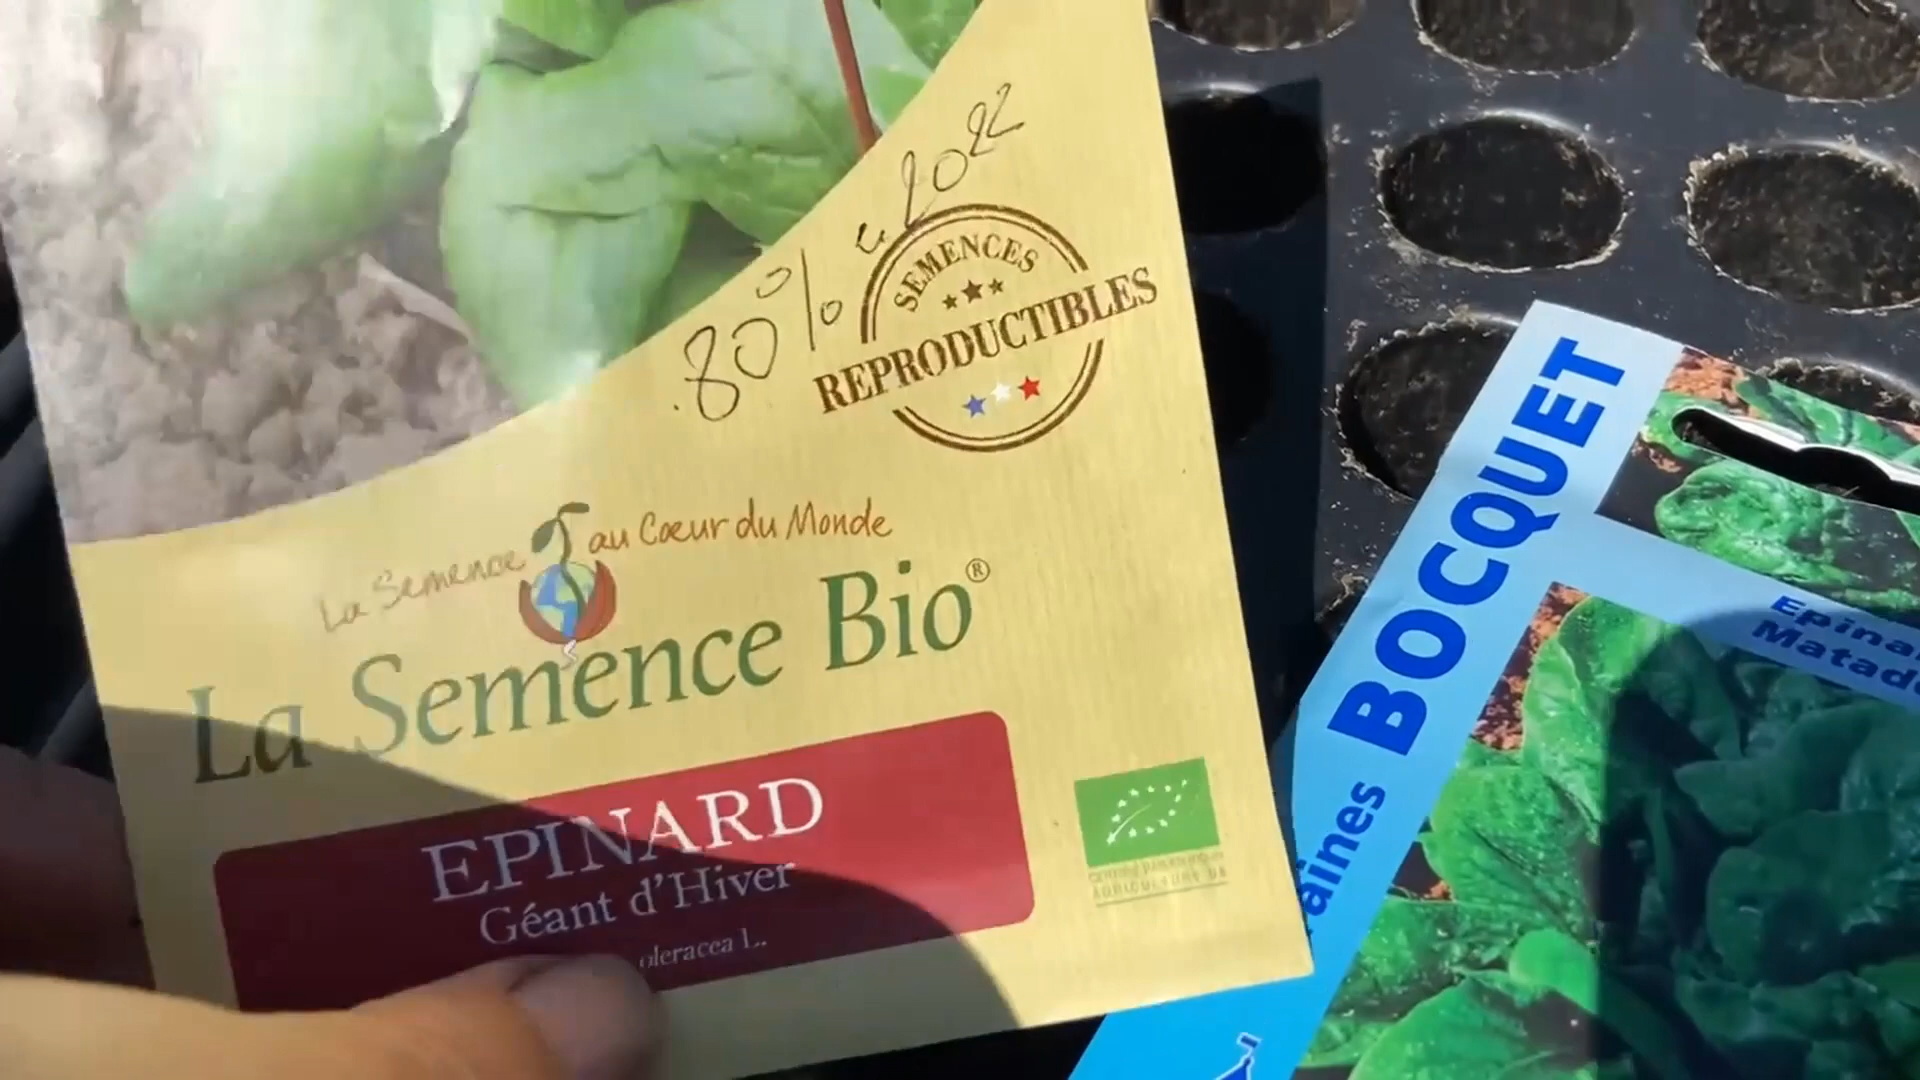 80% 2022
SEMENCES
REPRODUCTIBLES
La Semence au Coeur du Monde
La Semence Bio®
EPINARD
Géant d'Hiver
oleracea L.
BOCQUET
aines
Epina
Matad